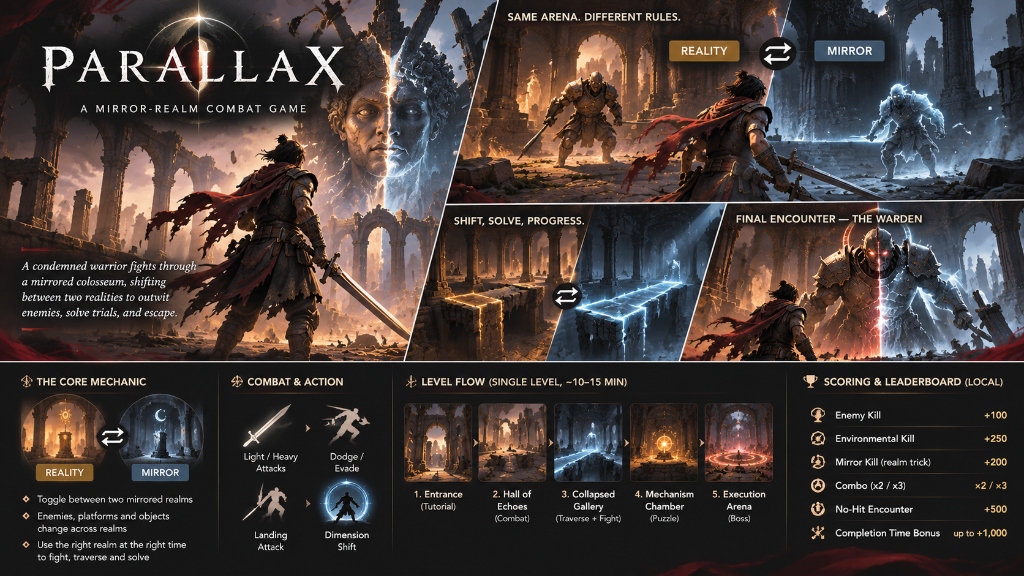 PARALLAX
A MIRROR-REALM COMBAT GAME
A condemned warrior fights through
a mirrored colosseum, shifting
between two realities to outwit
enemies, solve trials, and escape.
SAME ARENA. DIFFERENT RULES.
REALITY
MIRROR
SHIFT, SOLVE, PROGRESS.
FINAL ENCOUNTER — THE WARDEN
THE CORE MECHANIC
REALITY
MIRROR
Toggle between two mirrored realms
Enemies, platforms and objects
change across realms
Use the right realm at the right time
to fight, traverse and solve
COMBAT & ACTION
Light / Heavy
Attacks
Dodge /
Evade
Landing
Attack
Dimension
Shift
LEVEL FLOW (SINGLE LEVEL, ~10–15 MIN)
1. Entrance
(Tutorial)
2. Hall of
Echoes
(Combat)
3. Collapsed
Gallery
(Traverse + Fight)
4. Mechanism
Chamber
(Puzzle)
5. Execution
Arena
(Boss)
SCORING & LEADERBOARD (LOCAL)
Enemy Kill +100
Environmental Kill +250
Mirror Kill (realm trick) +200
Combo (x2 / x3) ×2 / ×3
No-Hit Encounter +500
Completion Time Bonus up to +1,000